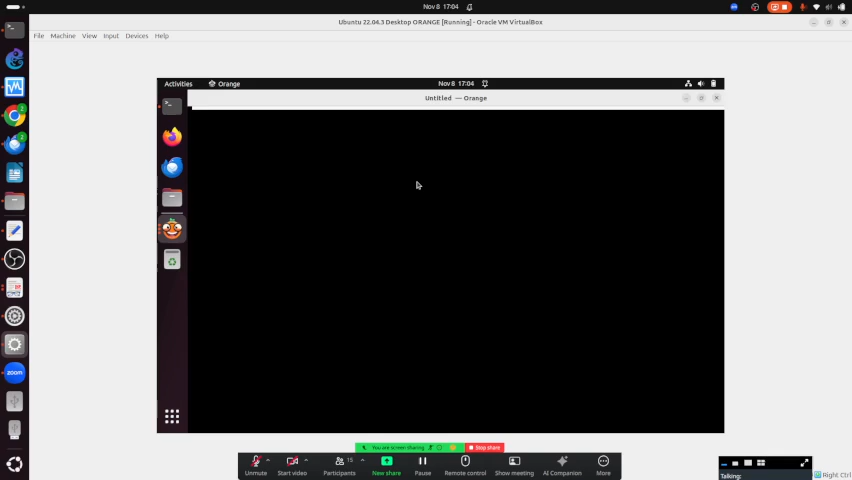 Nov 8 17:04
Ubuntu 22.04.3 Desktop ORANGE [Running] - Oracle VM VirtualBox
File Machine View Input Devices Help
Activities Orange Nov 8 17:04
Untitled — Orange
2
2
You are screen sharing Stop share
15
Unmute Start video Participants New share Pause Remote control Show meeting AI Companion More
zoom
Talking:
Right Ctrl